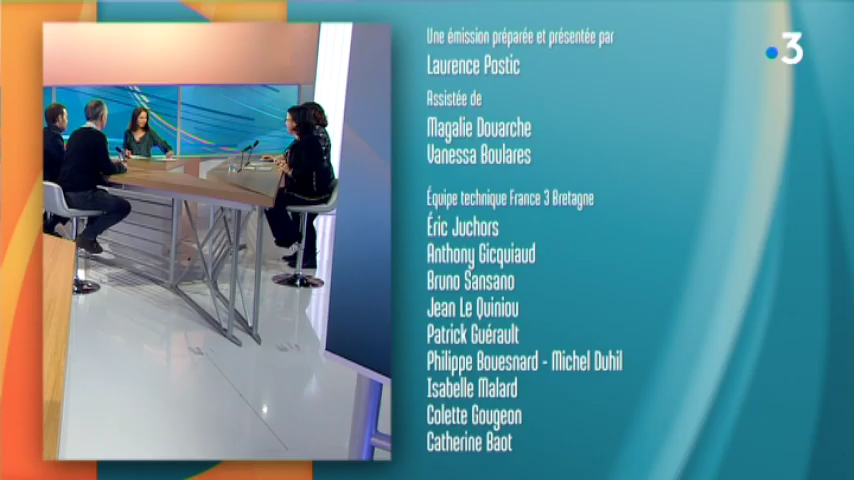 Une émission préparée et présentée par
Laurence Postic
Assistée de
Magalie Douarche
Vanessa Boulares
Équipe technique France 3 Bretagne
Éric Juchors
Anthony Gicquiaud
Bruno Sansano
Jean Le Quiniou
Patrick Guérault
Philippe Bouesnard - Michel Duhil
Isabelle Malard
Colette Gougeon
Catherine Baot
3